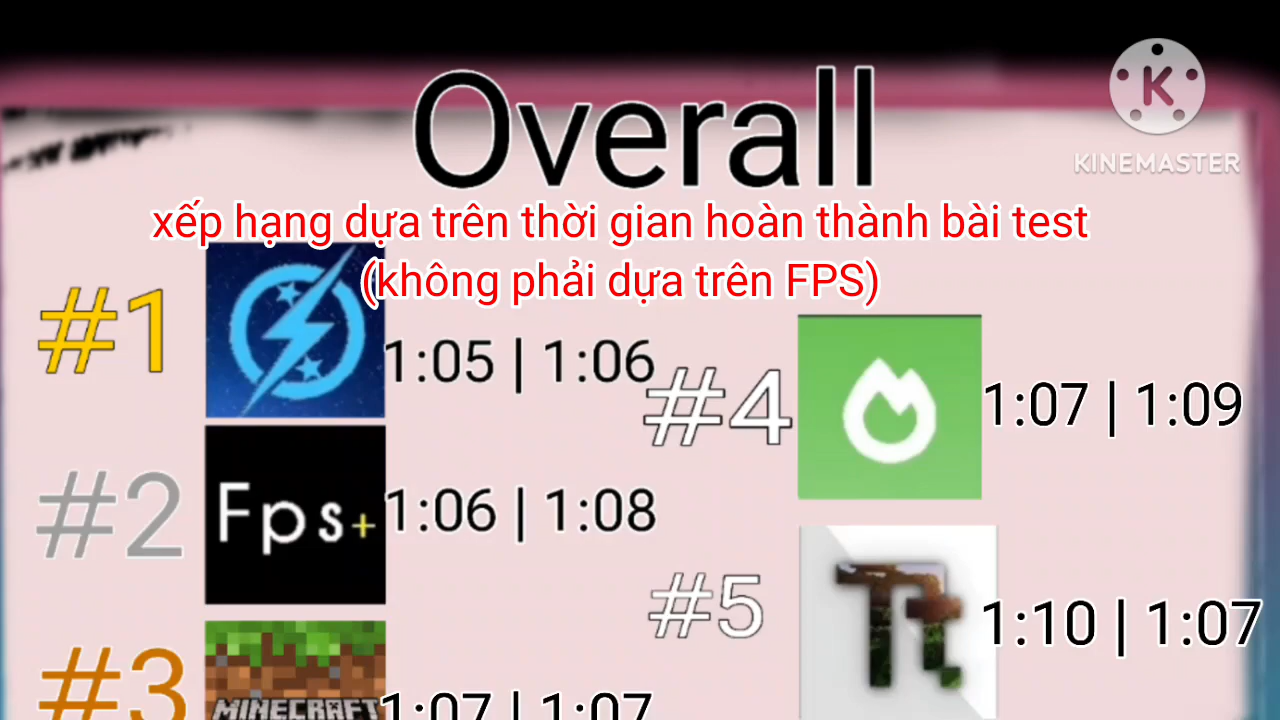 Overall
KINEMASTER
xếp hạng dựa trên thời gian hoàn thành bài test
(không phải dựa trên FPS)
#1
1:05 | 1:06
#2
Fps+
1:06 | 1:08
#3
MINECRAFT
1:07 | 1:07
#4
1:07 | 1:09
#5
1:10 | 1:07